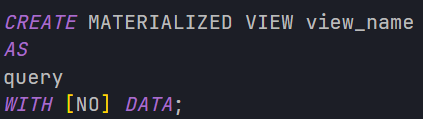 CREATE MATERIALIZED VIEW view_name
AS
query
WITH [NO] DATA;